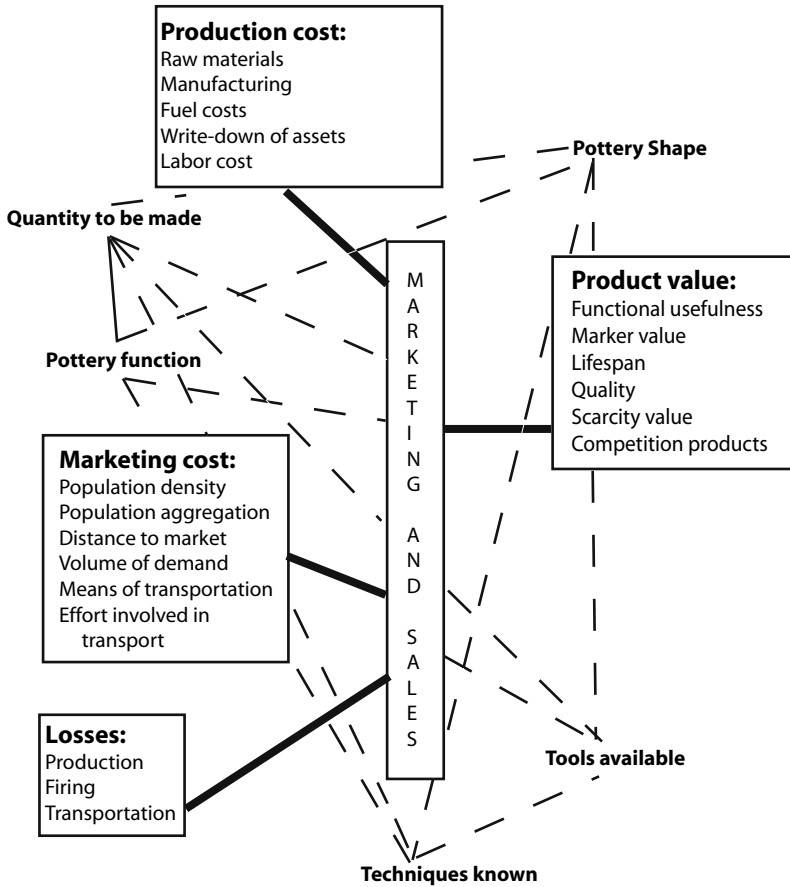 Production cost:
Raw materials
Manufacturing
Fuel costs
Write-down of assets
Labor cost
Pottery Shape
Quantity to be made
MARKETING AND SALES
Product value:
Functional usefulness
Marker value
Lifespan
Quality
Scarcity value
Competition products
Pottery function
Marketing cost:
Population density
Population aggregation
Distance to market
Volume of demand
Means of transportation
Effort involved in
transport
Losses:
Production
Firing
Transportation
Tools available
Techniques known